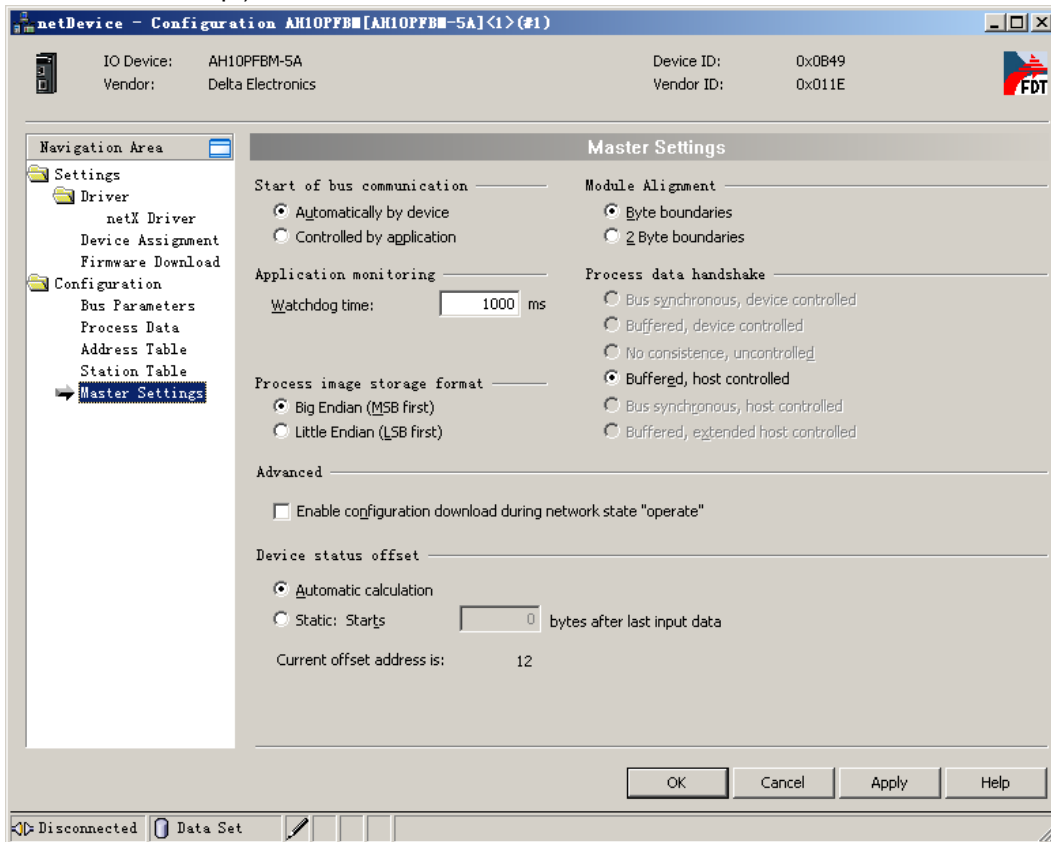 netDevice - Configuration AH10PFBM[AH10PFBM-5A]<1>(#1)
IO Device: AH10PFBM-5A Device ID: 0x0B49
Vendor: Delta Electronics Vendor ID: 0x011E
FDT
Navigation Area
Settings
Driver
netX Driver
Device Assignment
Firmware Download
Configuration
Bus Parameters
Process Data
Address Table
Station Table
Master Settings
Master Settings
Start of bus communication
Automatically by device
Controlled by application
Module Alignment
Byte boundaries
2 Byte boundaries
Application monitoring
Watchdog time: 1000 ms
Process data handshake
Bus synchronous, device controlled
Buffered, device controlled
No consistence, uncontrolled
Buffered, host controlled
Bus synchronous, host controlled
Buffered, extended host controlled
Process image storage format
Big Endian (MSB first)
Little Endian (LSB first)
Advanced
Enable configuration download during network state "operate"
Device status offset
Automatic calculation
Static: Starts 0 bytes after last input data
Current offset address is: 12
OK Cancel Apply Help
Disconnected Data Set